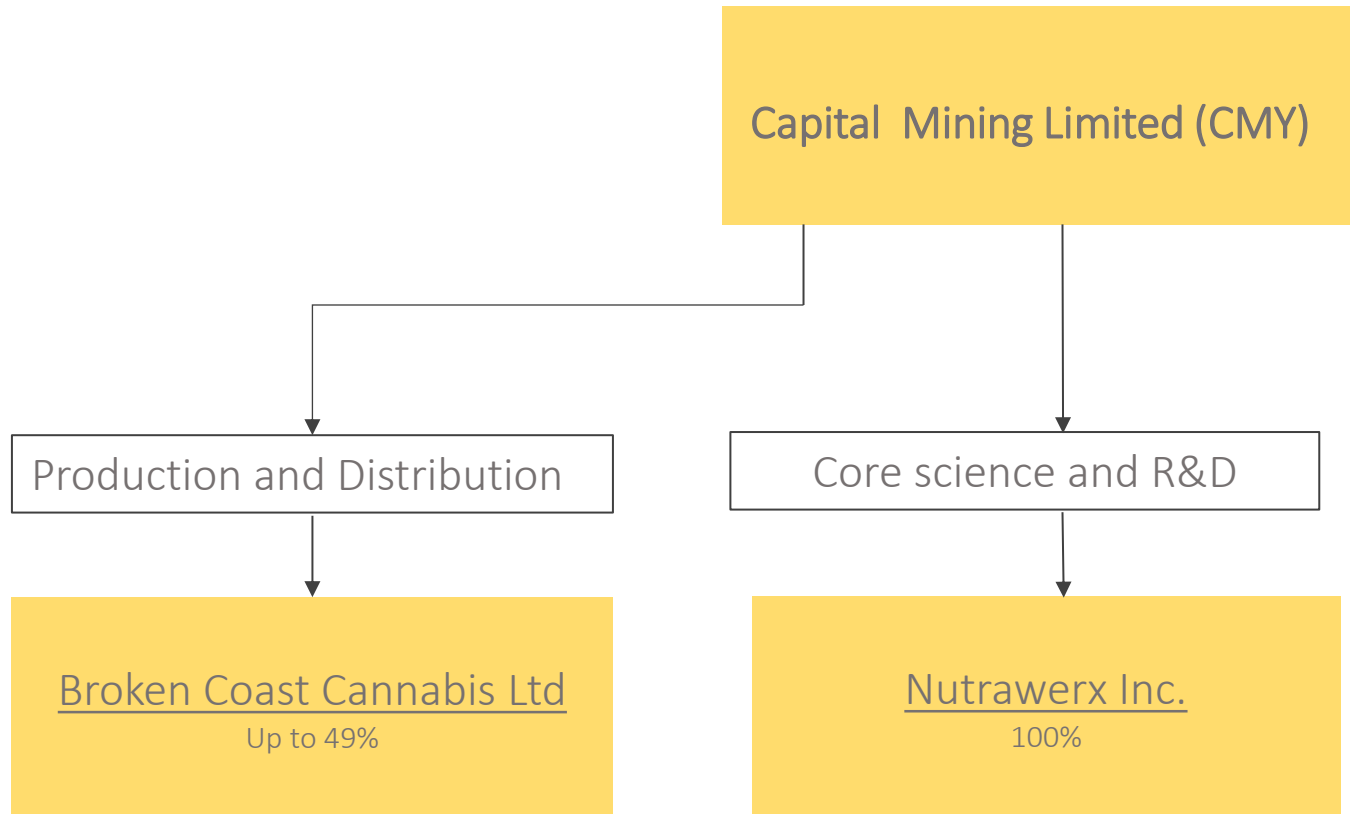 Capital Mining Limited (CMY)
Production and Distribution
Core science and R&D
Broken Coast Cannabis Ltd
Up to 49%
Nutrawerx Inc.
100%